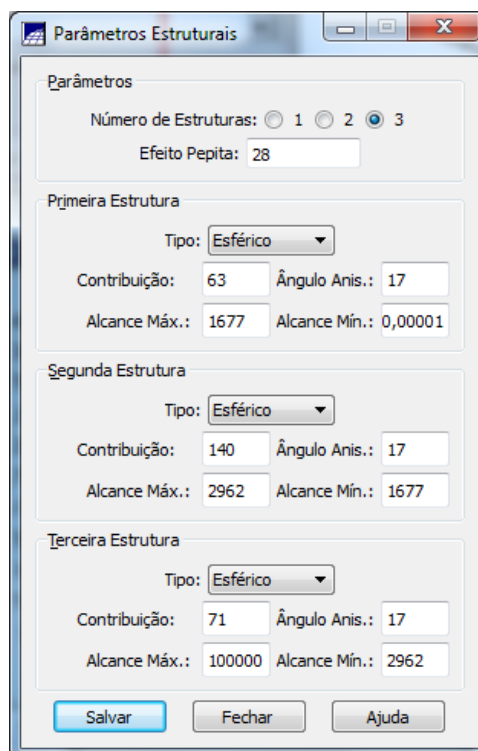 Parâmetros Estruturais
Parâmetros
Número de Estruturas: 1 2 3
Efeito Pepita: 28
Primeira Estrutura
Tipo: Esférico
Contribuição: 63 Ângulo Anis.: 17
Alcance Máx.: 1677 Alcance Mín.: 0,00001
Segunda Estrutura
Tipo: Esférico
Contribuição: 140 Ângulo Anis.: 17
Alcance Máx.: 2962 Alcance Mín.: 1677
Terceira Estrutura
Tipo: Esférico
Contribuição: 71 Ângulo Anis.: 17
Alcance Máx.: 100000 Alcance Mín.: 2962
Salvar Fechar Ajuda